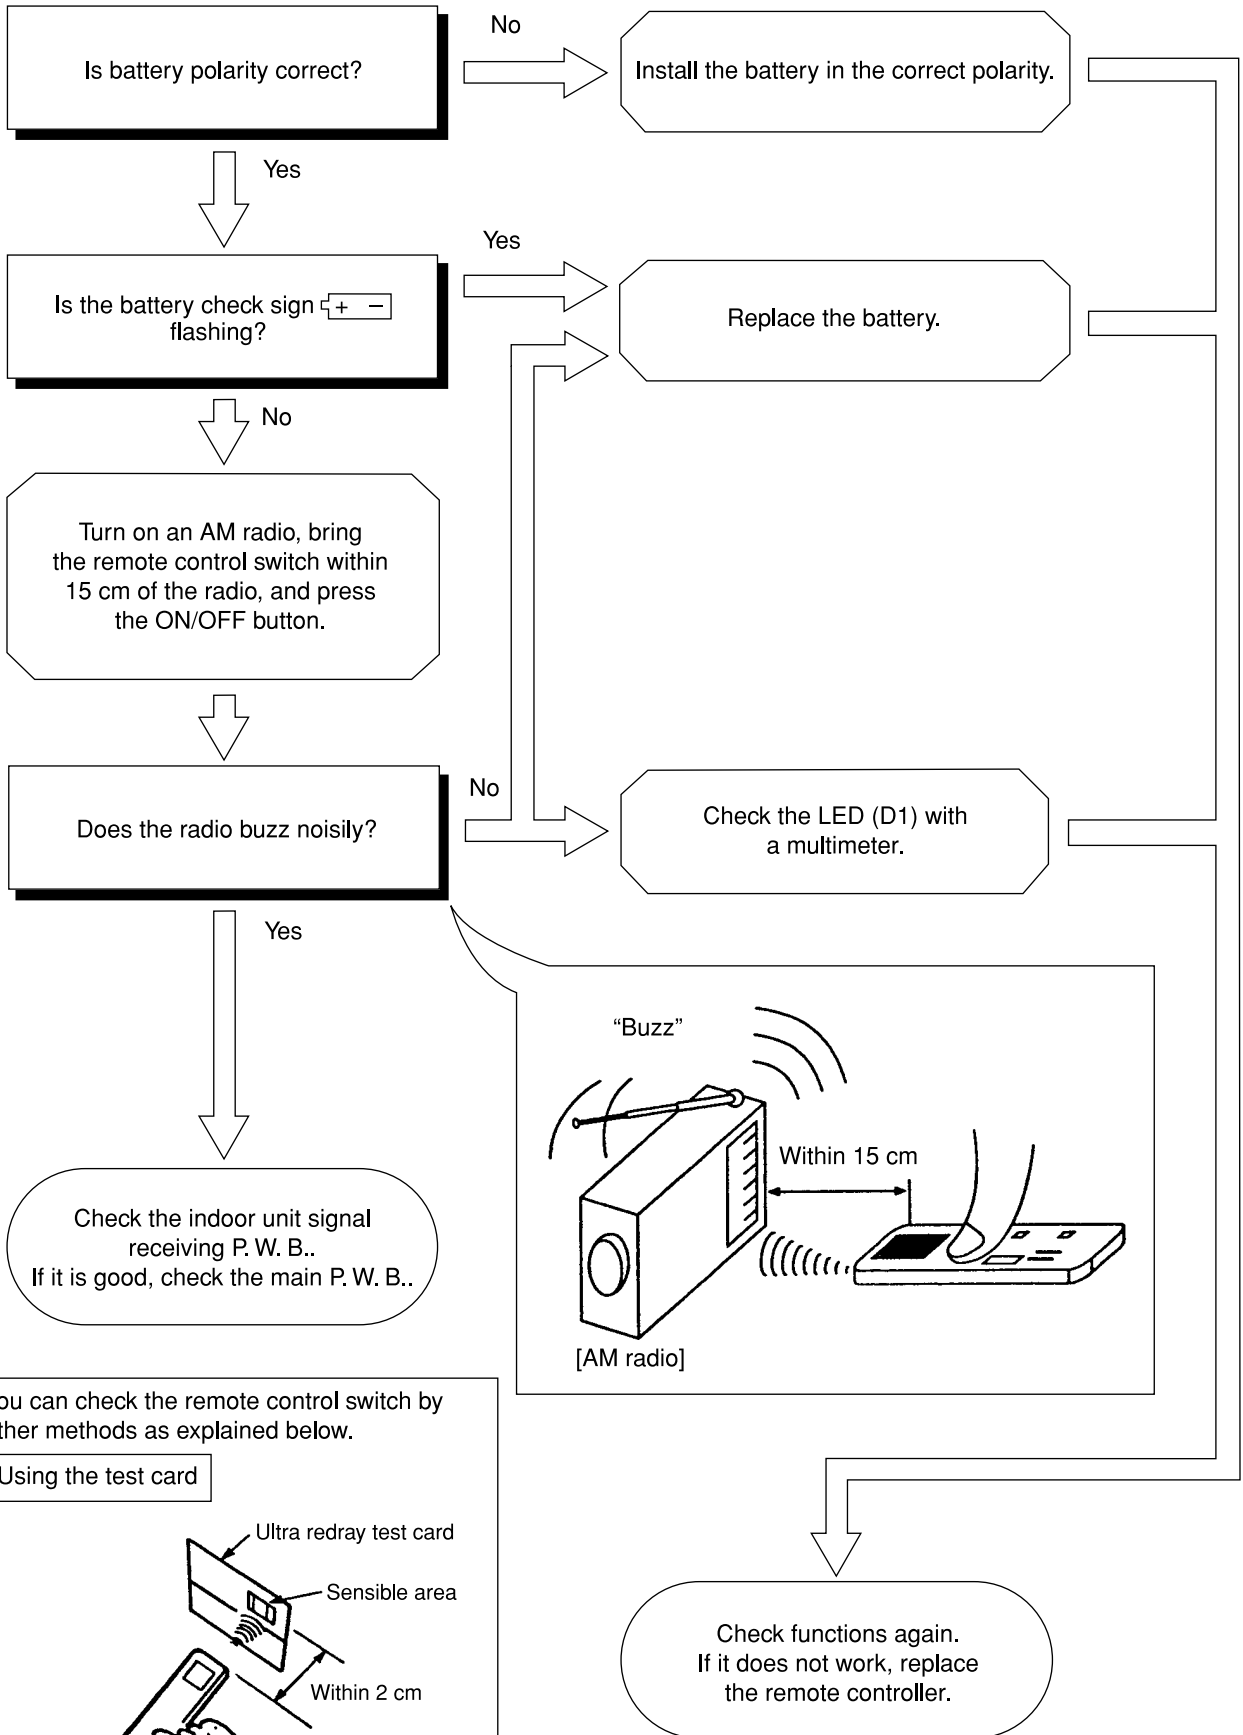 No
Is battery polarity correct?
Install the battery in the correct polarity.
Yes
Yes
Is the battery check sign + −
flashing?
Replace the battery.
No
Turn on an AM radio, bring
the remote control switch within
15 cm of the radio, and press
the ON/OFF button.
No
Does the radio buzz noisily?
Check the LED (D1) with
a multimeter.
Yes
“Buzz”
Within 15 cm
[AM radio]
Check the indoor unit signal
receiving P. W. B..
If it is good, check the main P. W. B..
ou can check the remote control switch by
ther methods as explained below.
Using the test card
Ultra redray test card
Sensible area
Within 2 cm
Check functions again.
If it does not work, replace
the remote controller.